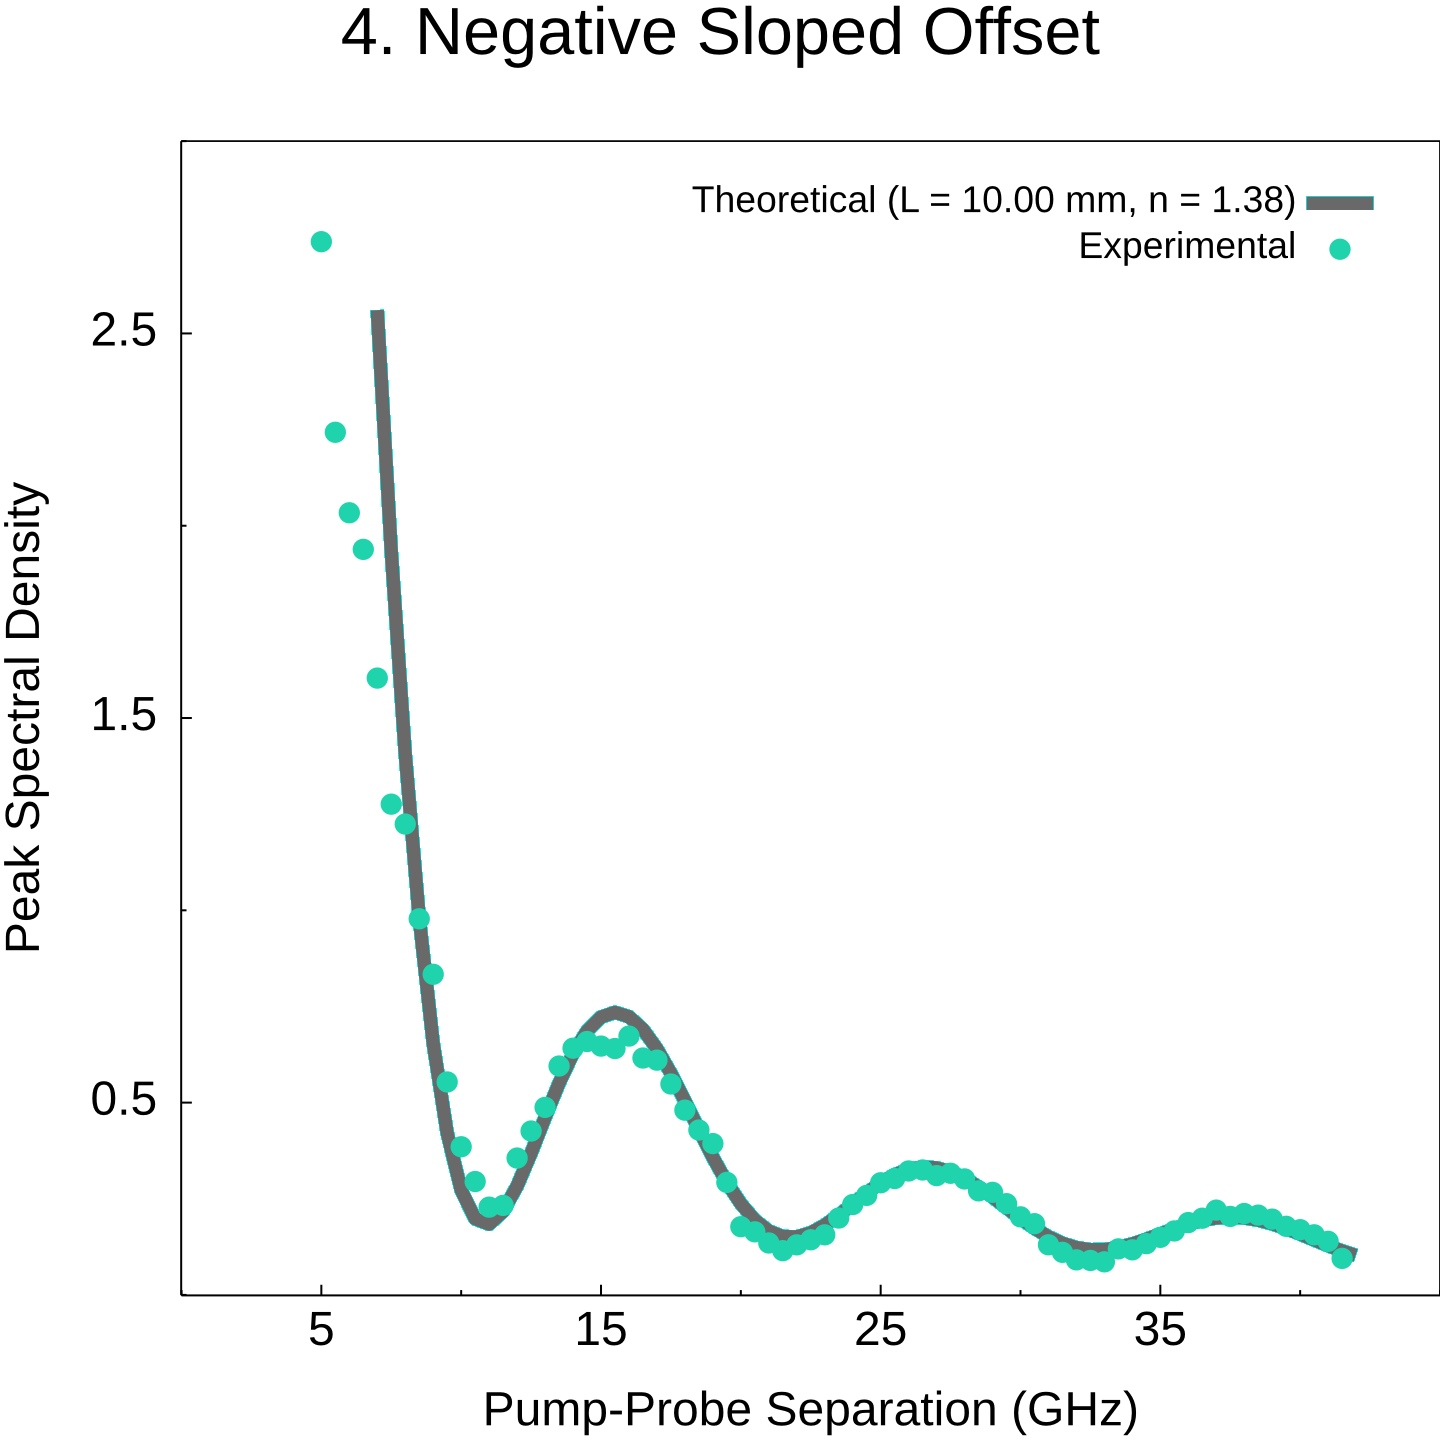 4. Negative Sloped Offset
Theoretical (L = 10.00 mm, n = 1.38)
Experimental
2.5
1.5
0.5
Peak Spectral Density
5
15
25
35
Pump-Probe Separation (GHz)